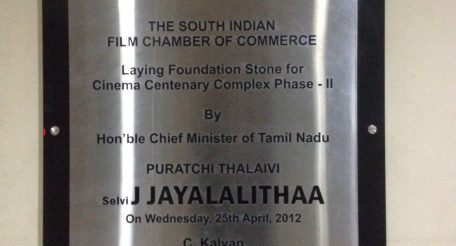 THE SOUTH INDIAN
FILM CHAMBER OF COMMERCE
Laying Foundation Stone for
Cinema Centenary Complex Phase - II
By
Hon'ble Chief Minister of Tamil Nadu
PURATCHI THALAIVI
Selvi J JAYALALITHAA
On Wednesday, 25th April, 2012
C. Kalyan